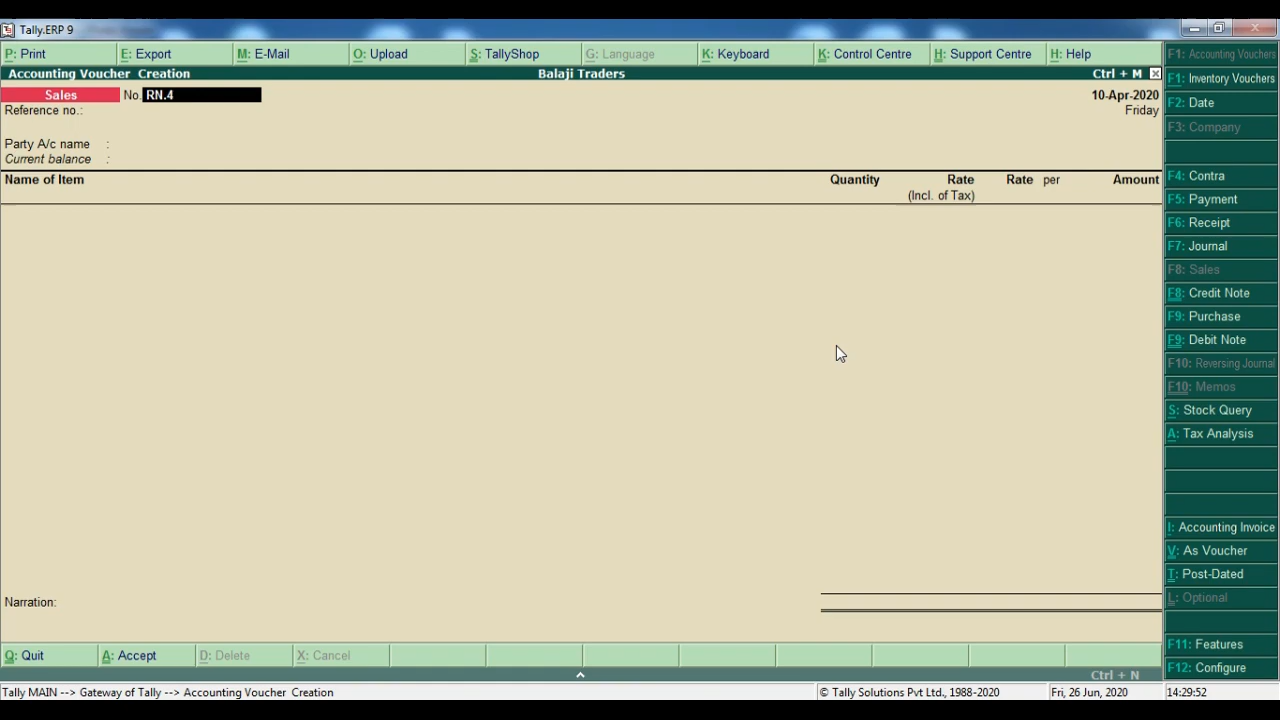 Tally.ERP 9
P: Print E: Export M: E-Mail O: Upload S: TallyShop G: Language K: Keyboard K: Control Centre H: Support Centre H: Help
Accounting Voucher Creation Balaji Traders Ctrl + M
Sales No. RN.4 10-Apr-2020
Reference no.: Friday
Party A/c name :
Current balance :
Name of Item Quantity Rate Rate per Amount
(Incl. of Tax)
Narration:
F1: Accounting Vouchers
F1: Inventory Vouchers
F2: Date
F3: Company
F4: Contra
F5: Payment
F6: Receipt
F7: Journal
F8: Sales
F8: Credit Note
F9: Purchase
F9: Debit Note
F10: Reversing Journal
F10: Memos
S: Stock Query
A: Tax Analysis
I: Accounting Invoice
V: As Voucher
T: Post-Dated
L: Optional
F11: Features
F12: Configure
Q: Quit A: Accept D: Delete X: Cancel
Ctrl + N
Tally MAIN --> Gateway of Tally --> Accounting Voucher Creation © Tally Solutions Pvt Ltd., 1988-2020 Fri, 26 Jun, 2020 14:29:52